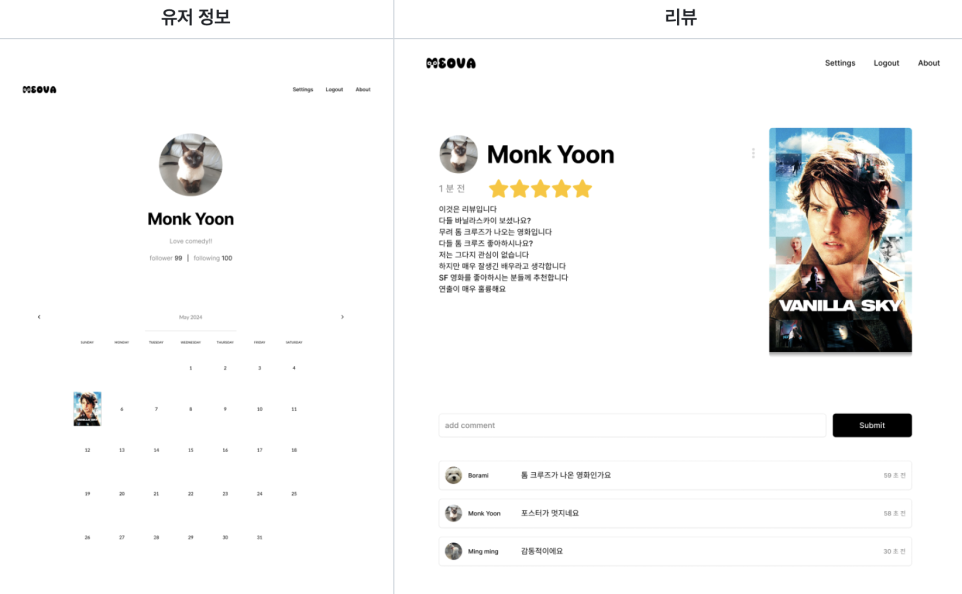 유저 정보
리뷰
MEOVA
Settings Logout About
Monk Yoon
Love comedy!!
follower 99 | following 100
‹ May 2024 ›
SUNDAY MONDAY TUESDAY WEDNESDAY THURSDAY FRIDAY SATURDAY
1 2 3 4
VANILLA SKY
6 7 8 9 10 11
12 13 14 15 16 17 18
19 20 21 22 23 24 25
26 27 28 29 30 31
MEOVA
Settings Logout About
Monk Yoon
1 분 전
이것은 리뷰입니다
다들 바닐라스카이 보셨나요?
무려 톰 크루즈가 나오는 영화입니다
다들 톰 크루즈 좋아하시나요?
저는 그다지 관심이 없습니다
하지만 매우 잘생긴 배우라고 생각합니다
SF 영화를 좋아하시는 분들께 추천합니다
연출이 매우 훌륭해요
VANILLA SKY
add comment
Submit
Borami 톰 크루즈가 나온 영화인가요 59 초 전
Monk Yoon 포스터가 멋지네요 58 초 전
Ming ming 감동적이에요 30 초 전